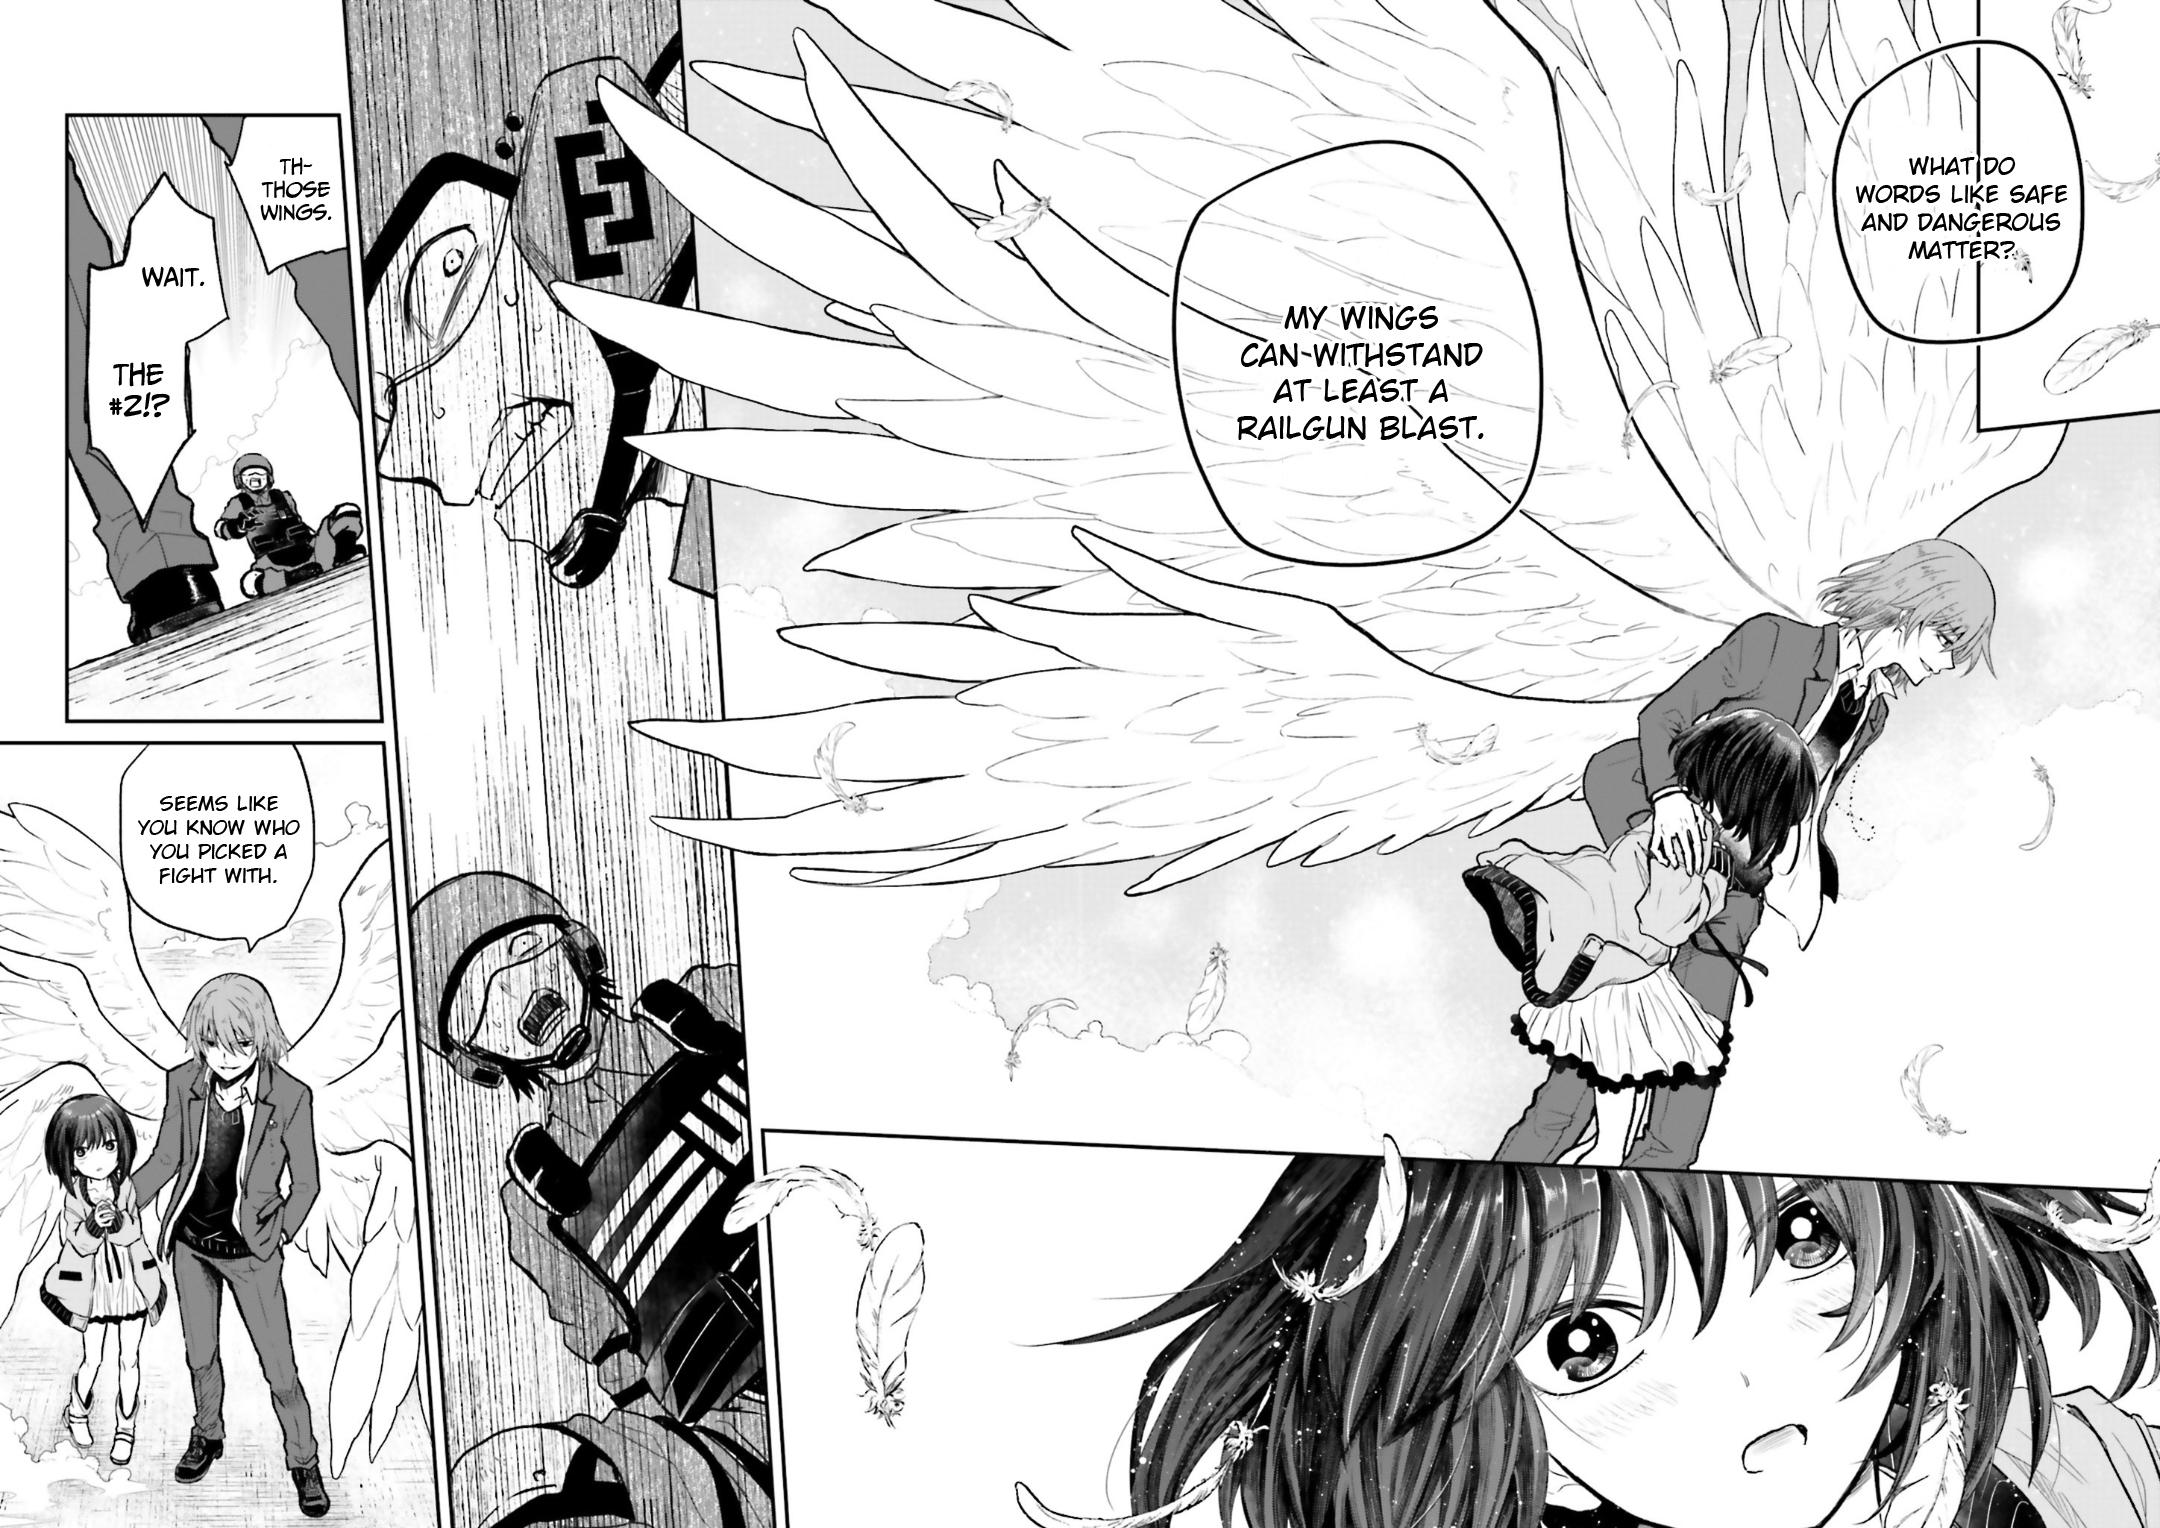 WHAT DO
WORDS LIKE SAFE
AND DANGEROUS
MATTER?
MY WINGS
CAN WITHSTAND
AT LEAST A
RAILGUN BLAST.
TH-
THOSE
WINGS.
WAIT.
THE
#2!?
SEEMS LIKE
YOU KNOW WHO
YOU PICKED A
FIGHT WITH.